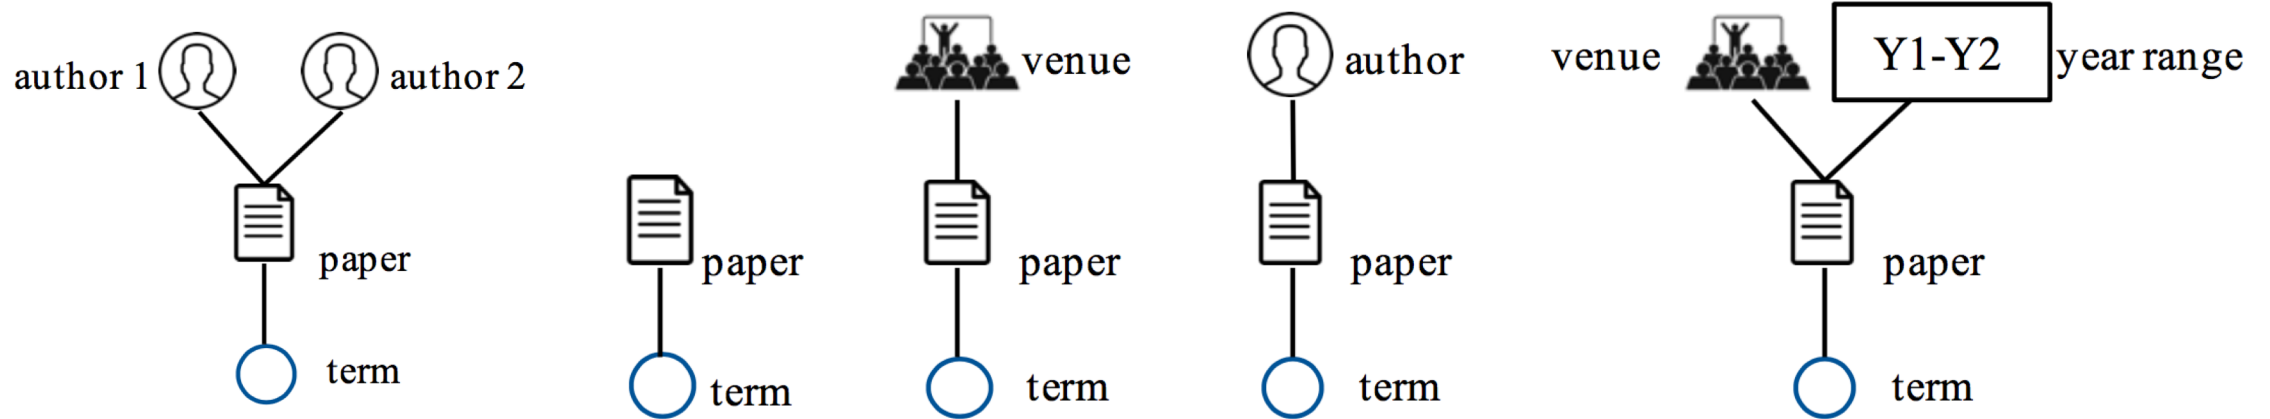 author 1
author 2
paper
term
paper
term
venue
paper
term
author
paper
term
venue
Y1-Y2
year range
paper
term